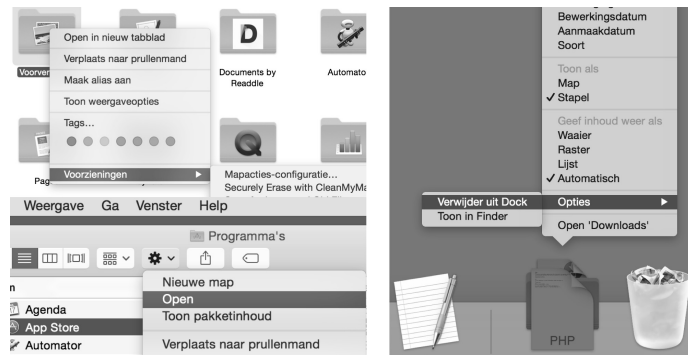 Open in nieuw tabblad
Verplaats naar prullenmand
Maak alias aan
Toon weergaveopties
Tags...
Voorzieningen
Documents by
Readdle
D
Mapacties-configuratie...
Securely Erase with CleanMyMa
Weergave Ga Venster Help
Programma's
Nieuwe map
Open
Toon pakketinhoud
Verplaats naar prullenmand
Agenda
App Store
Automator
Bewerkingsdatum
Aanmaakdatum
Soort
Toon als
Map
✓ Stapel
Geef inhoud weer als
Waaier
Raster
Lijst
✓ Automatisch
Opties
Open 'Downloads'
Verwijder uit Dock
Toon in Finder
PHP